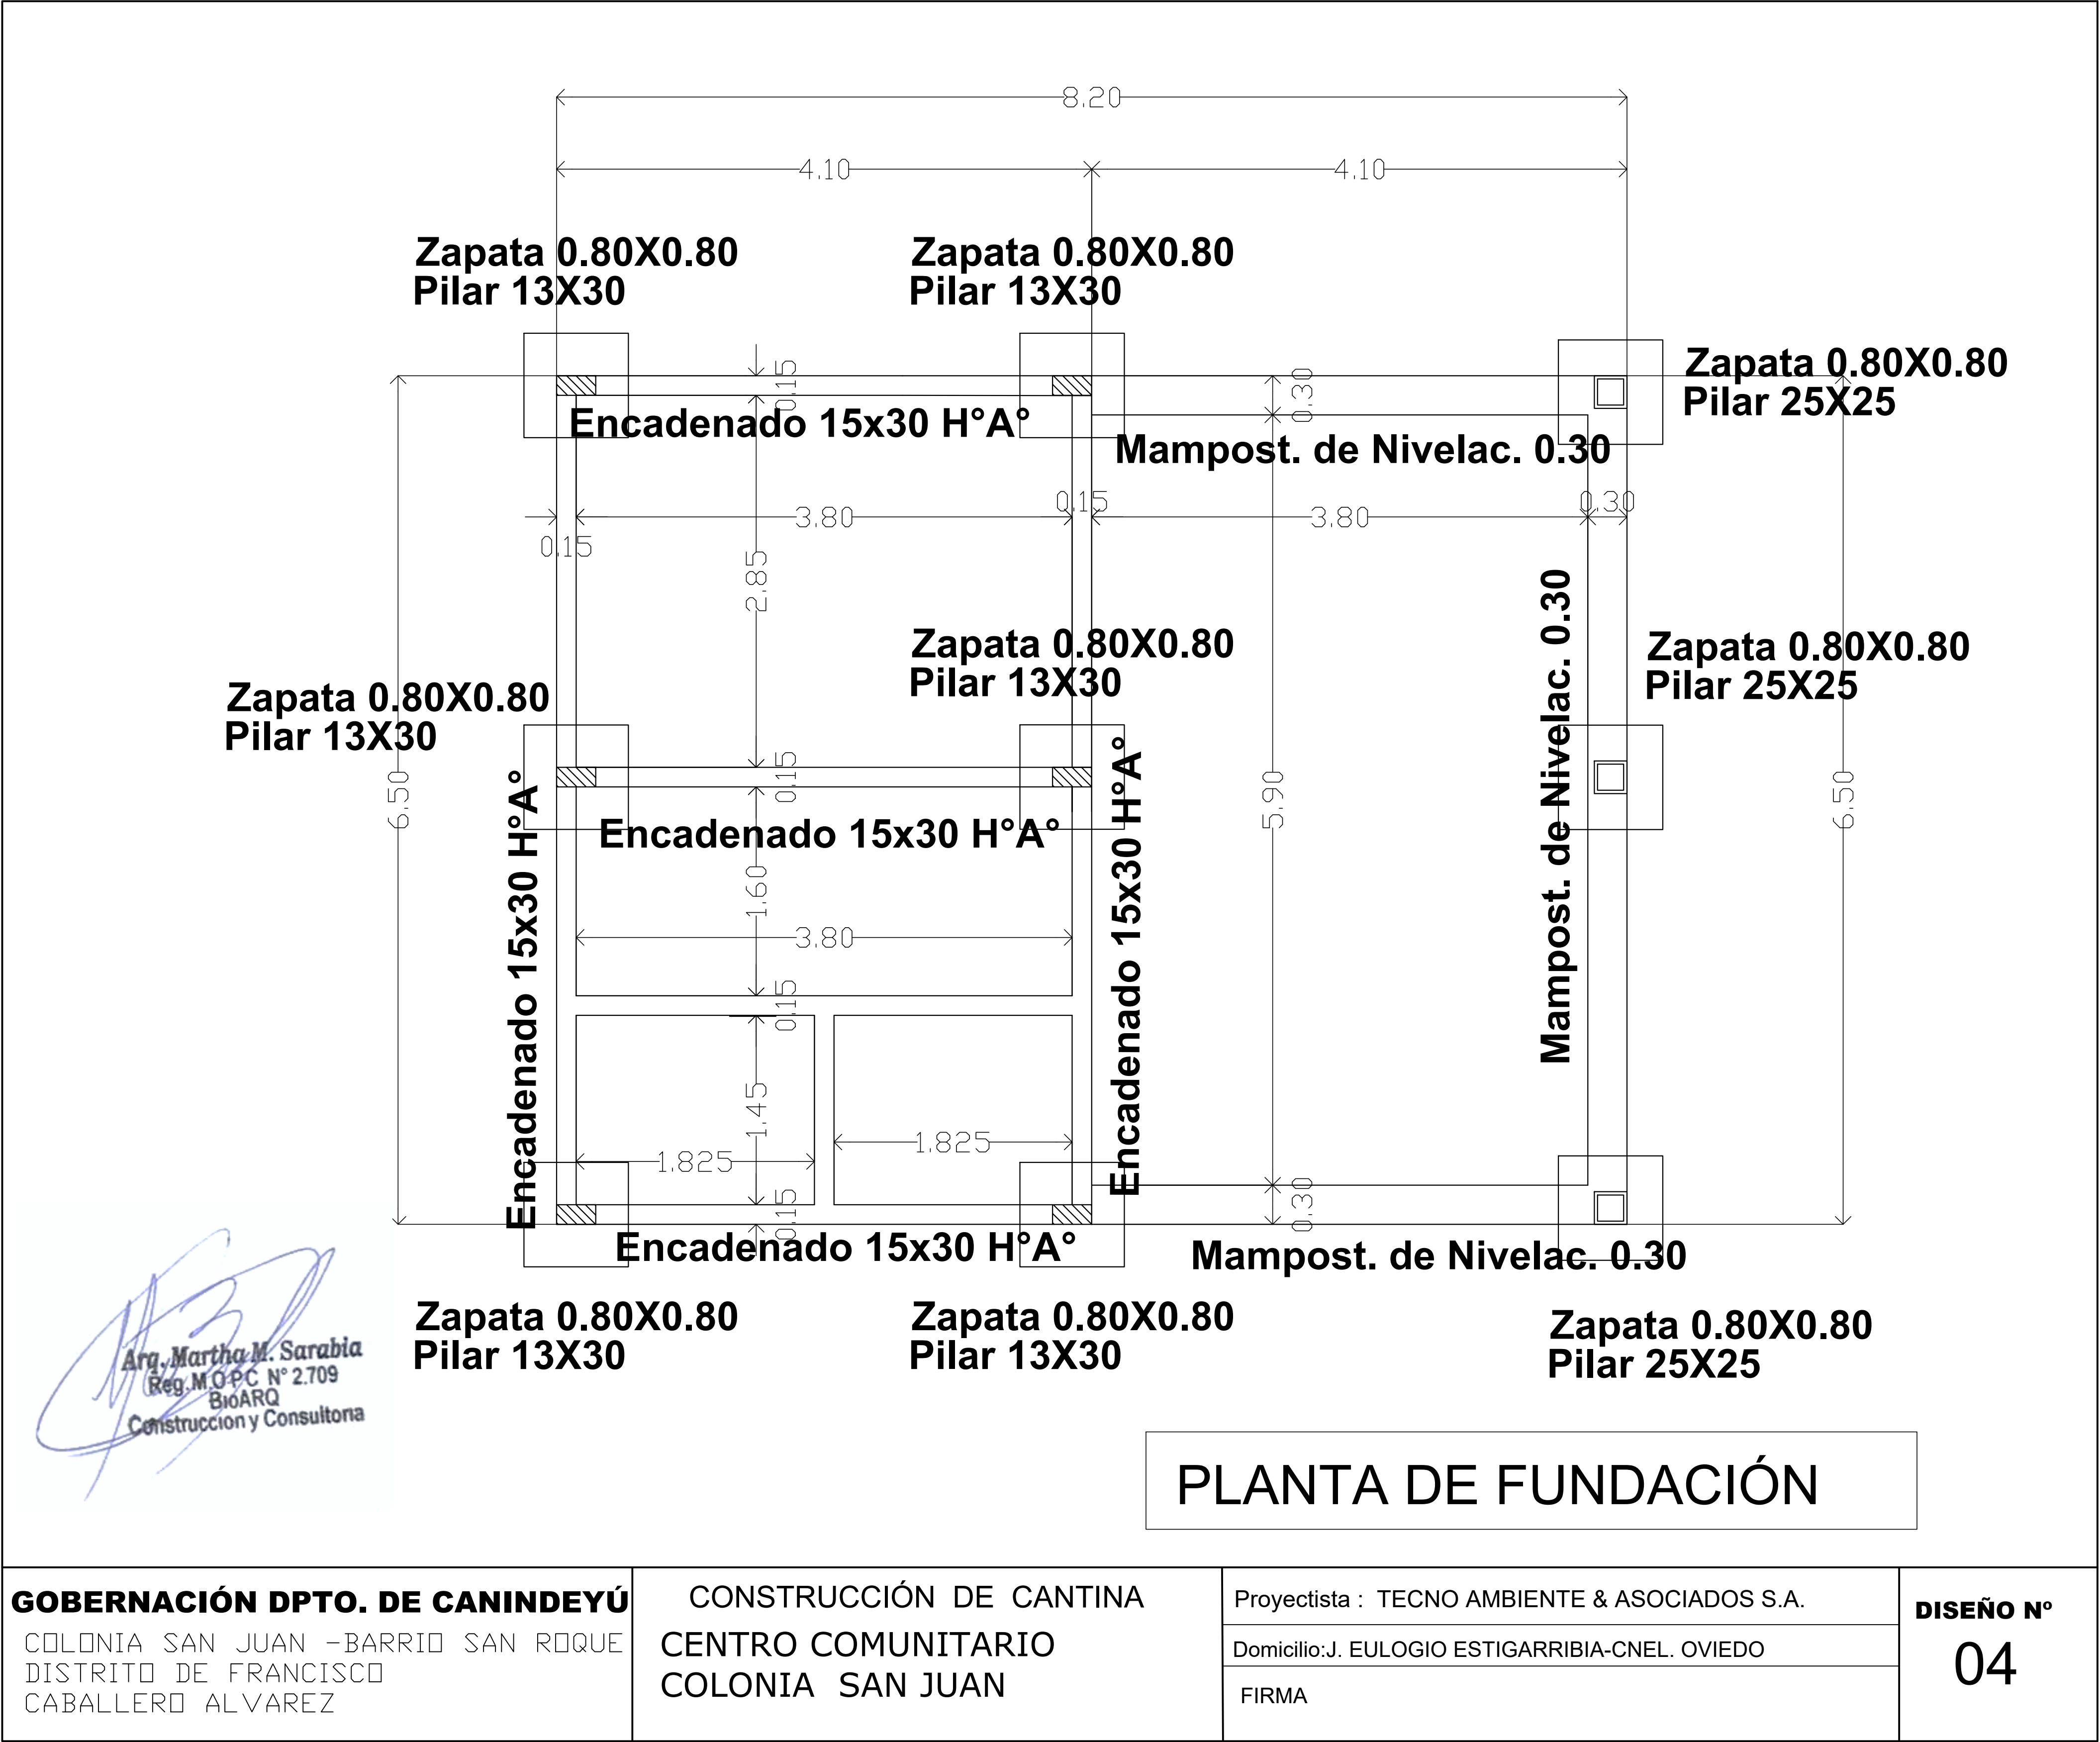 8.20
4.10
4.10
Zapata 0.80X0.80
Pilar 13X30
Zapata 0.80X0.80
Pilar 13X30
Zapata 0.80X0.80
Pilar 25X25
0.15
0.30
Encadenado 15x30 H°A°
Mampost. de Nivelac. 0.30
0.15
3.80
0.15
3.80
0.30
2.85
Mampost. de Nivelac. 0.30
Zapata 0.80X0.80
Pilar 13X30
Zapata 0.80X0.80
Pilar 25X25
Zapata 0.80X0.80
Pilar 13X30
6.50
0.15
5.90
6.50
Encadenado 15x30 H°A°
Encadenado 15x30 H°A°
Encadenado 15x30 H°A°
1.60
3.80
0.15
1.45
1.825
1.825
0.15
0.30
Encadenado 15x30 H°A°
Mampost. de Nivelac. 0.30
Zapata 0.80X0.80
Pilar 13X30
Zapata 0.80X0.80
Pilar 13X30
Zapata 0.80X0.80
Pilar 25X25
Arq. Martha M. Sarabia
Reg.M.O.P.C N° 2.709
BioARQ
Construccion y Consultoria
PLANTA DE FUNDACIÓN
GOBERNACIÓN DPTO. DE CANINDEYÚ
COLONIA SAN JUAN -BARRIO SAN ROQUE
DISTRITO DE FRANCISCO
CABALLERO ALVAREZ
CONSTRUCCIÓN DE CANTINA
CENTRO COMUNITARIO
COLONIA SAN JUAN
Proyectista : TECNO AMBIENTE & ASOCIADOS S.A.
Domicilio:J. EULOGIO ESTIGARRIBIA-CNEL. OVIEDO
FIRMA
DISEÑO Nº
04